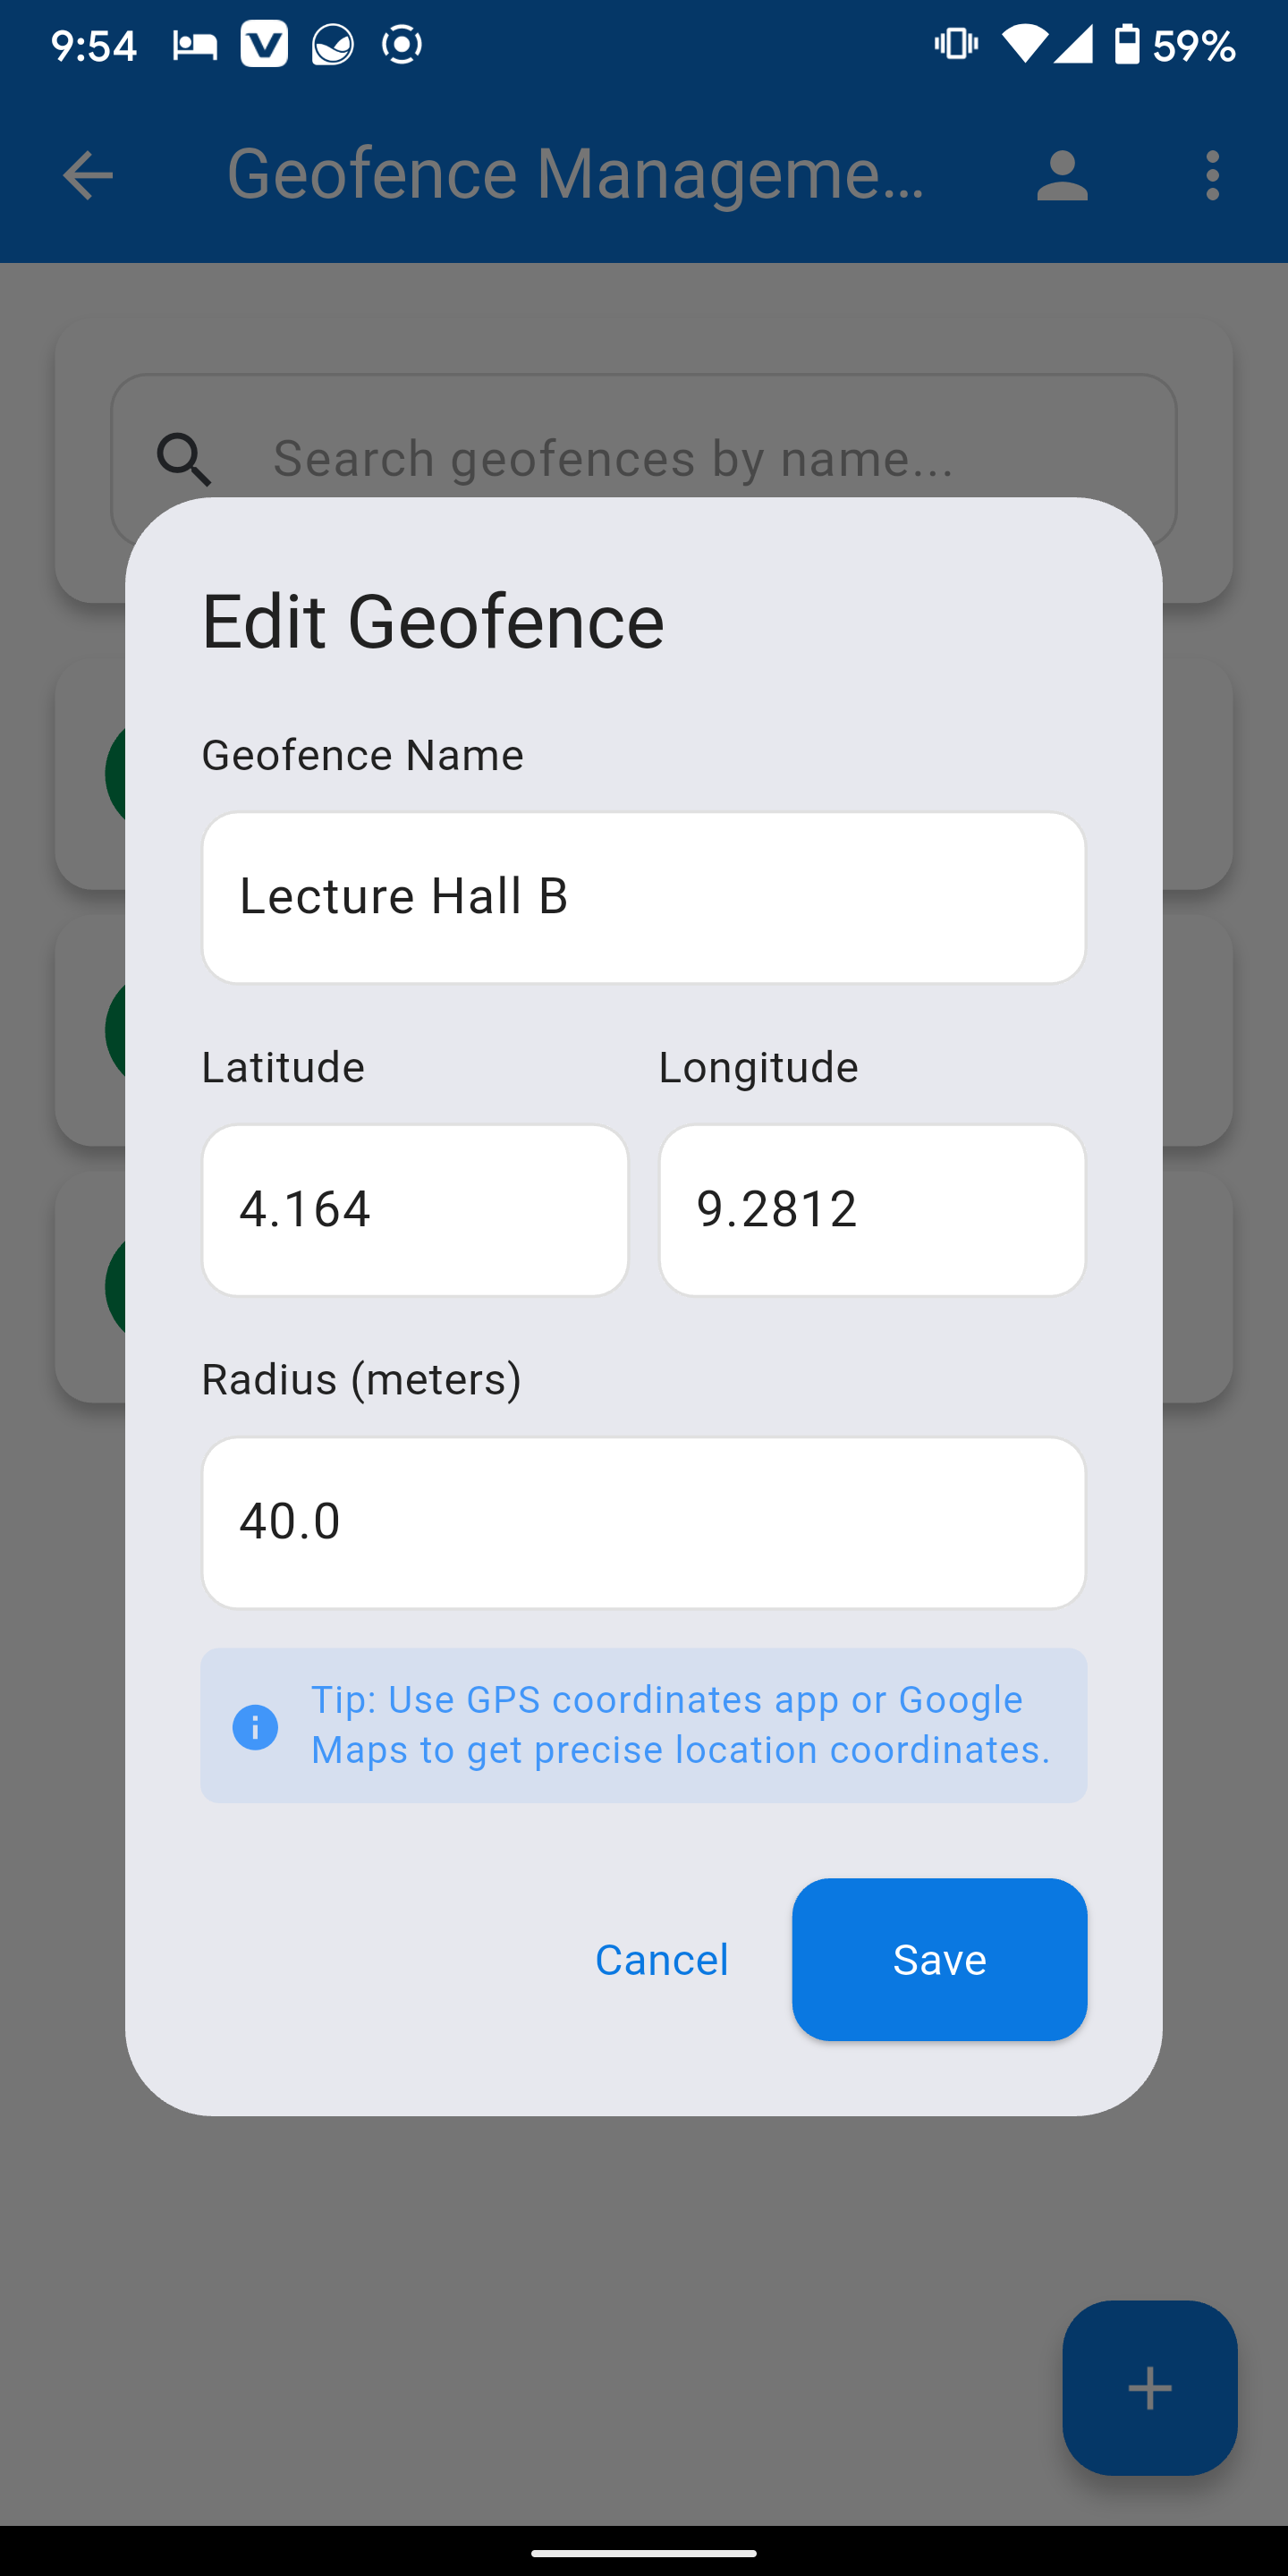 9:54
59%
Geofence Manageme...
Search geofences by name...
Edit Geofence
Geofence Name
Lecture Hall B
Latitude Longitude
4.164 9.2812
Radius (meters)
40.0
Tip: Use GPS coordinates app or Google
Maps to get precise location coordinates.
Cancel Save